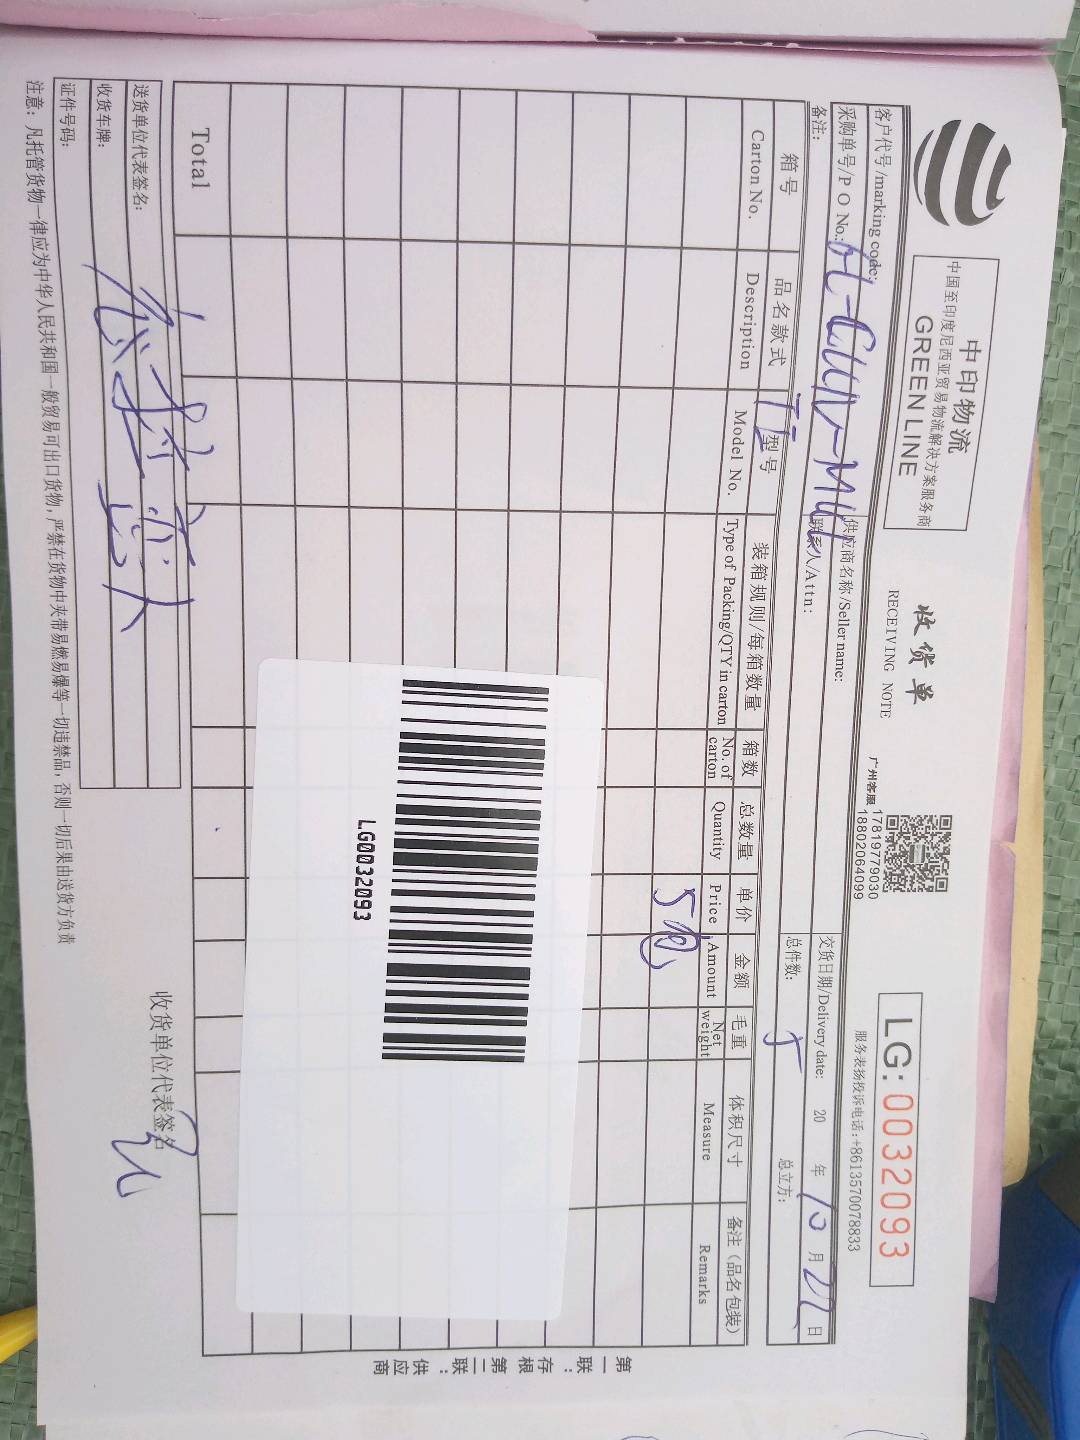 中印物流
中国至印度尼西亚贸易物流解决方案服务商
GREEN LINE
收货单
RECEIVING NOTE
广州客服 17819779030
18802064099
LG: 0032093
服务表扬投诉电话:+8613570078833
客户代号/marking code:
供应商名称/Seller name:
交货日期/Delivery date: 20 年 10 月 日
采购单号/P O No.:
联系人/Attn:
总件数: 5
总立方:
备注:
箱号 品名款式 型号 装箱规则/每箱数量 箱数 总数量 单价 金额 毛重 体积尺寸 备注(品名包装)
Carton No. Description Model No. Type of Packing/QTY in carton No. of carton Quantity Price Amount Net weight Measure Remarks
5包
LG0032093
Total
送货单位代表签名:
收货车牌:
证件号码:
收货单位代表签名
注意: 凡托管货物一律应为中华人民共和国一般贸易可出口货物,严禁在货物中夹带易燃易爆等一切违禁品,否则一切后果由送货方负责
第一联:存根 第二联:供应商